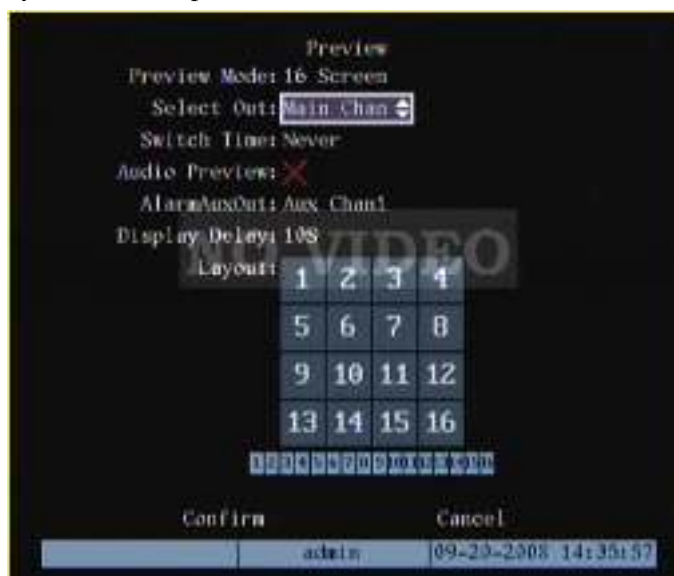 Preview
Preview Mode: 16 Screen
Select Out: Main Chan
Switch Time: Never
Audio Preview:
AlarmAuxOut: Aux Chan1
Display Delay: 10S
NO VIDEO
Layout:
1 2 3 4
5 6 7 8
9 10 11 12
13 14 15 16
Confirm Cancel
admin 09-20-2008 14:35:57